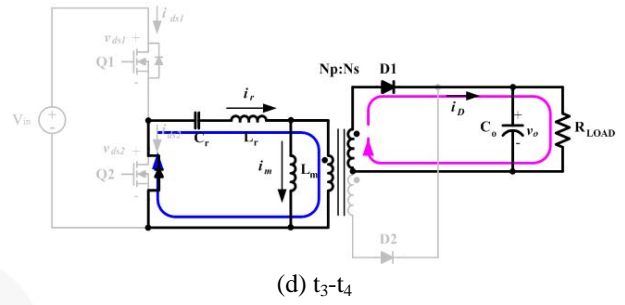 i ds1
v ds1 +
Q1
-
Np:Ns
D1
i r
i D
V in
+
-
i ds2
C r
L r
v ds2 +
Q2
-
i m
L m
C o
+
v o
-
R LOAD
D2
(d) t3-t4